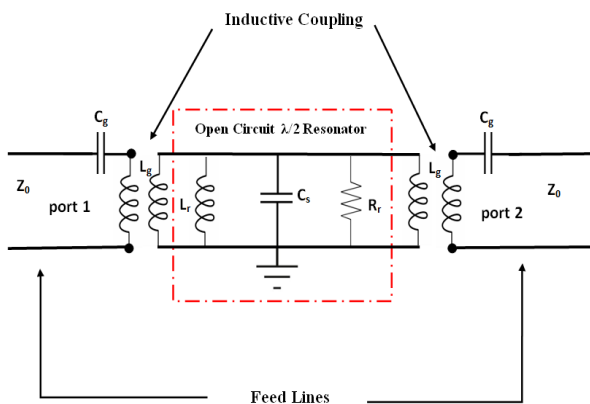 Inductive Coupling
Cg
Open Circuit λ/2 Resonator
Cg
Lg
Lg
Z0
port 1
Lr
Cs
Rr
port 2
Z0
Feed Lines